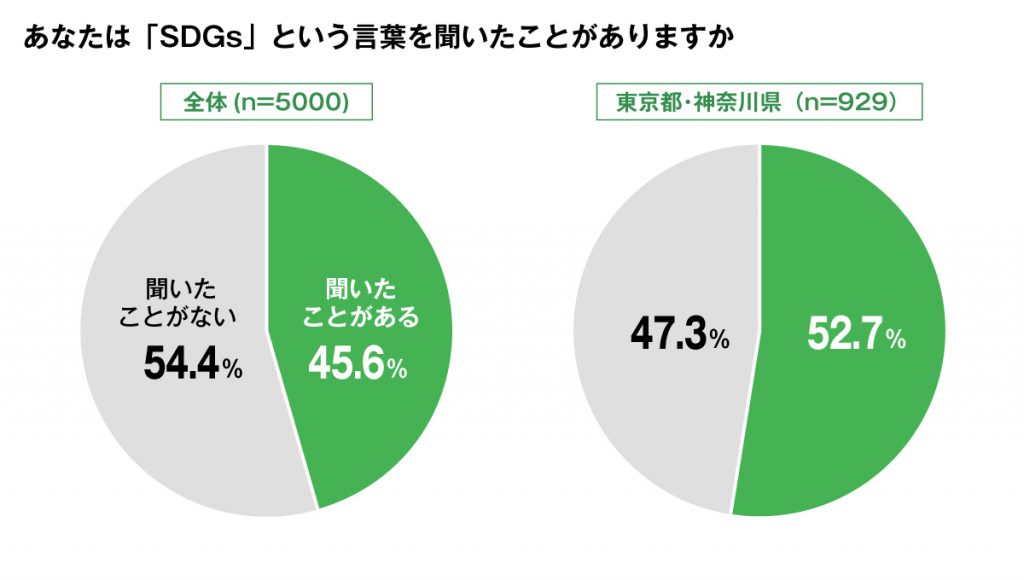 あなたは「SDGs」という言葉を聞いたことがありますか
全体 (n=5000)
聞いた
ことがない
54.4%
聞いた
ことがある
45.6%
東京都・神奈川県（n=929）
47.3%
52.7%